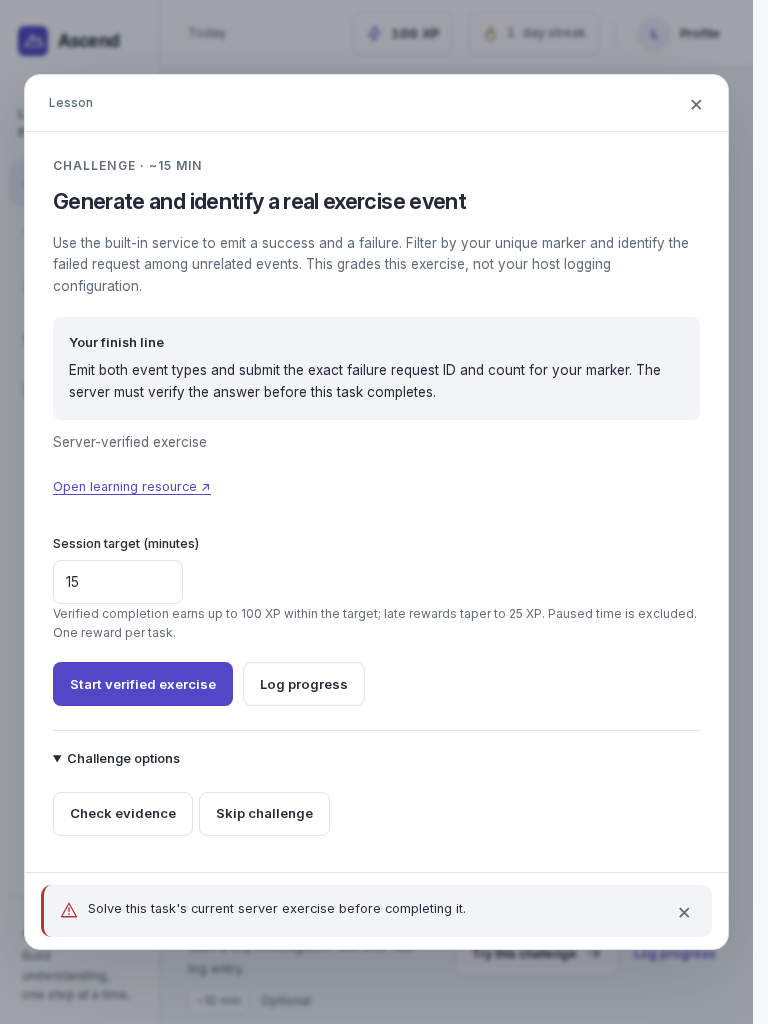 Ascend
Today
100 XP
1 day streak
L
Profile
Lesson
CHALLENGE · ~15 MIN
Generate and identify a real exercise event
Use the built-in service to emit a success and a failure. Filter by your unique marker and identify the
failed request among unrelated events. This grades this exercise, not your host logging
configuration.
Your finish line
Emit both event types and submit the exact failure request ID and count for your marker. The
server must verify the answer before this task completes.
Server-verified exercise
Open learning resource ↗
Session target (minutes)
15
Verified completion earns up to 100 XP within the target; late rewards taper to 25 XP. Paused time is excluded.
One reward per task.
Start verified exercise
Log progress
▼ Challenge options
Check evidence
Skip challenge
Solve this task's current server exercise before completing it.
Build
understanding,
one step at a time.
log entry.
Try this challenge →
Log progress
~10 min
Optional